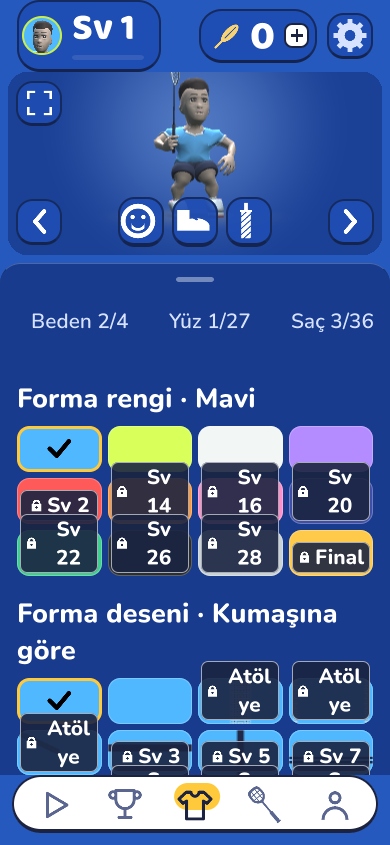 Sv 1
0
Beden 2/4
Yüz 1/27
Saç 3/36
Forma rengi · Mavi
Sv 2
Sv
14
Sv
16
Sv
20
Sv
22
Sv
26
Sv
28
Final
Forma deseni · Kumaşına
göre
Atöl
ye
Atöl
ye
Atöl
ye
Sv 3
Sv 5
Sv 7